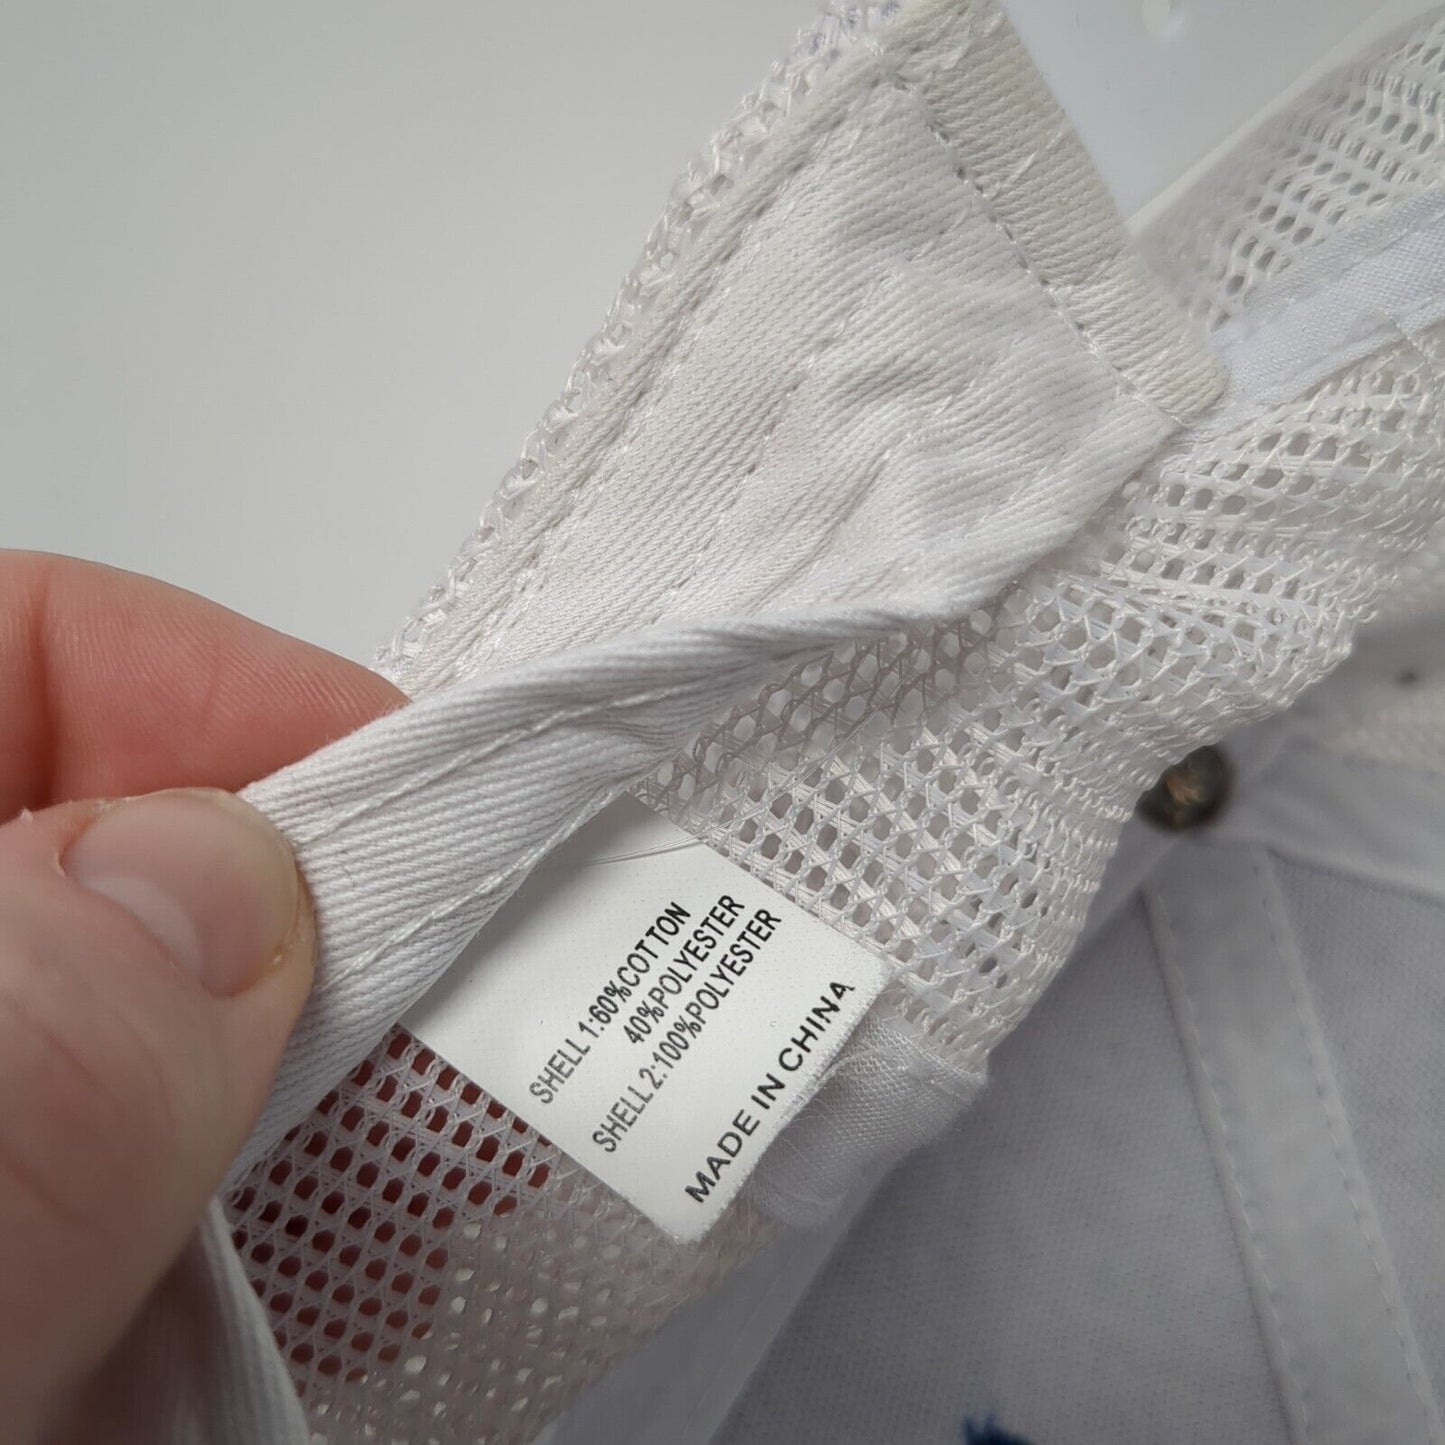 SHELL 1:60%COTTON
40%POLYESTER
SHELL 2:100%POLYESTER
MADE IN CHINA